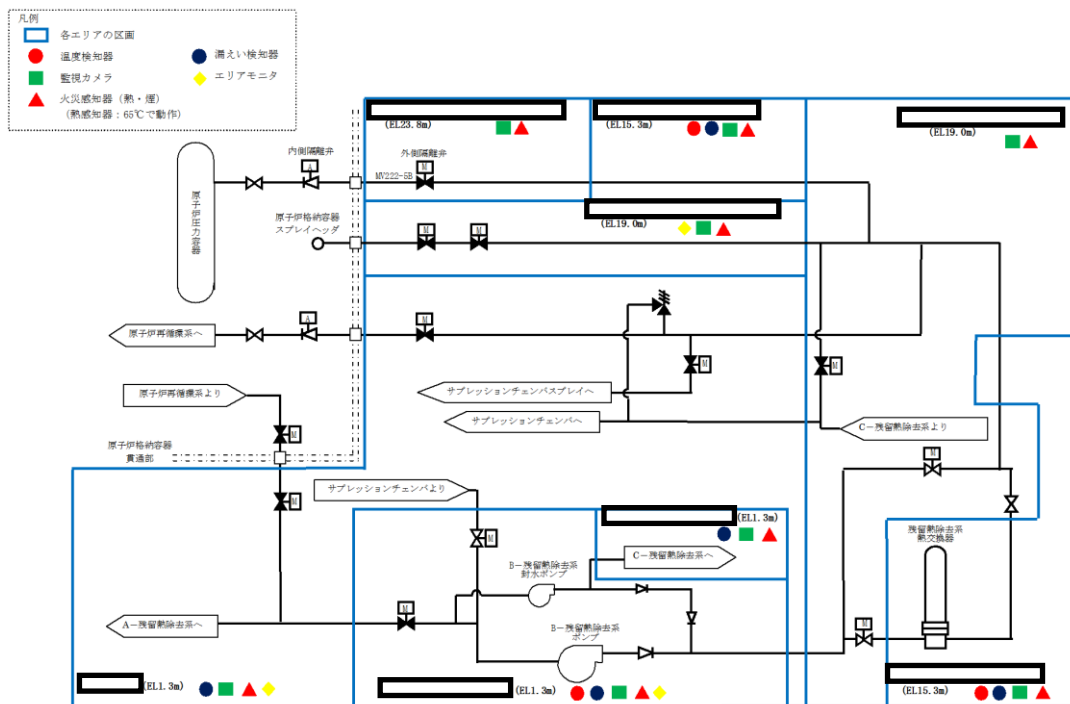 凡例
各エリアの区画
温度検知器
漏えい検知器
監視カメラ
エリアモニタ
火災感知器（熱・煙）
（熱感知器：65℃で動作）
(EL23.8m)
(EL15.3m)
(EL19.0m)
内側隔離弁
外側隔離弁
A
M
MV222-5B
原子炉圧力容器
原子炉格納容器
スプレイヘッダ
(EL19.0m)
M
M
原子炉再循環系へ
A
M
M
M
原子炉再循環系より
サプレッションチェンバスプレイへ
サプレッションチェンバへ
C－残留熱除去系より
M
原子炉格納容器
貫通部
M
サプレッションチェンバより
M
M
(EL1.3m)
残留熱除去系
熱交換器
M
C－残留熱除去系へ
B－残留熱除去系
封水ポンプ
A－残留熱除去系へ
M
B－残留熱除去系
ポンプ
M
(EL1.3m)
(EL1.3m)
(EL15.3m)